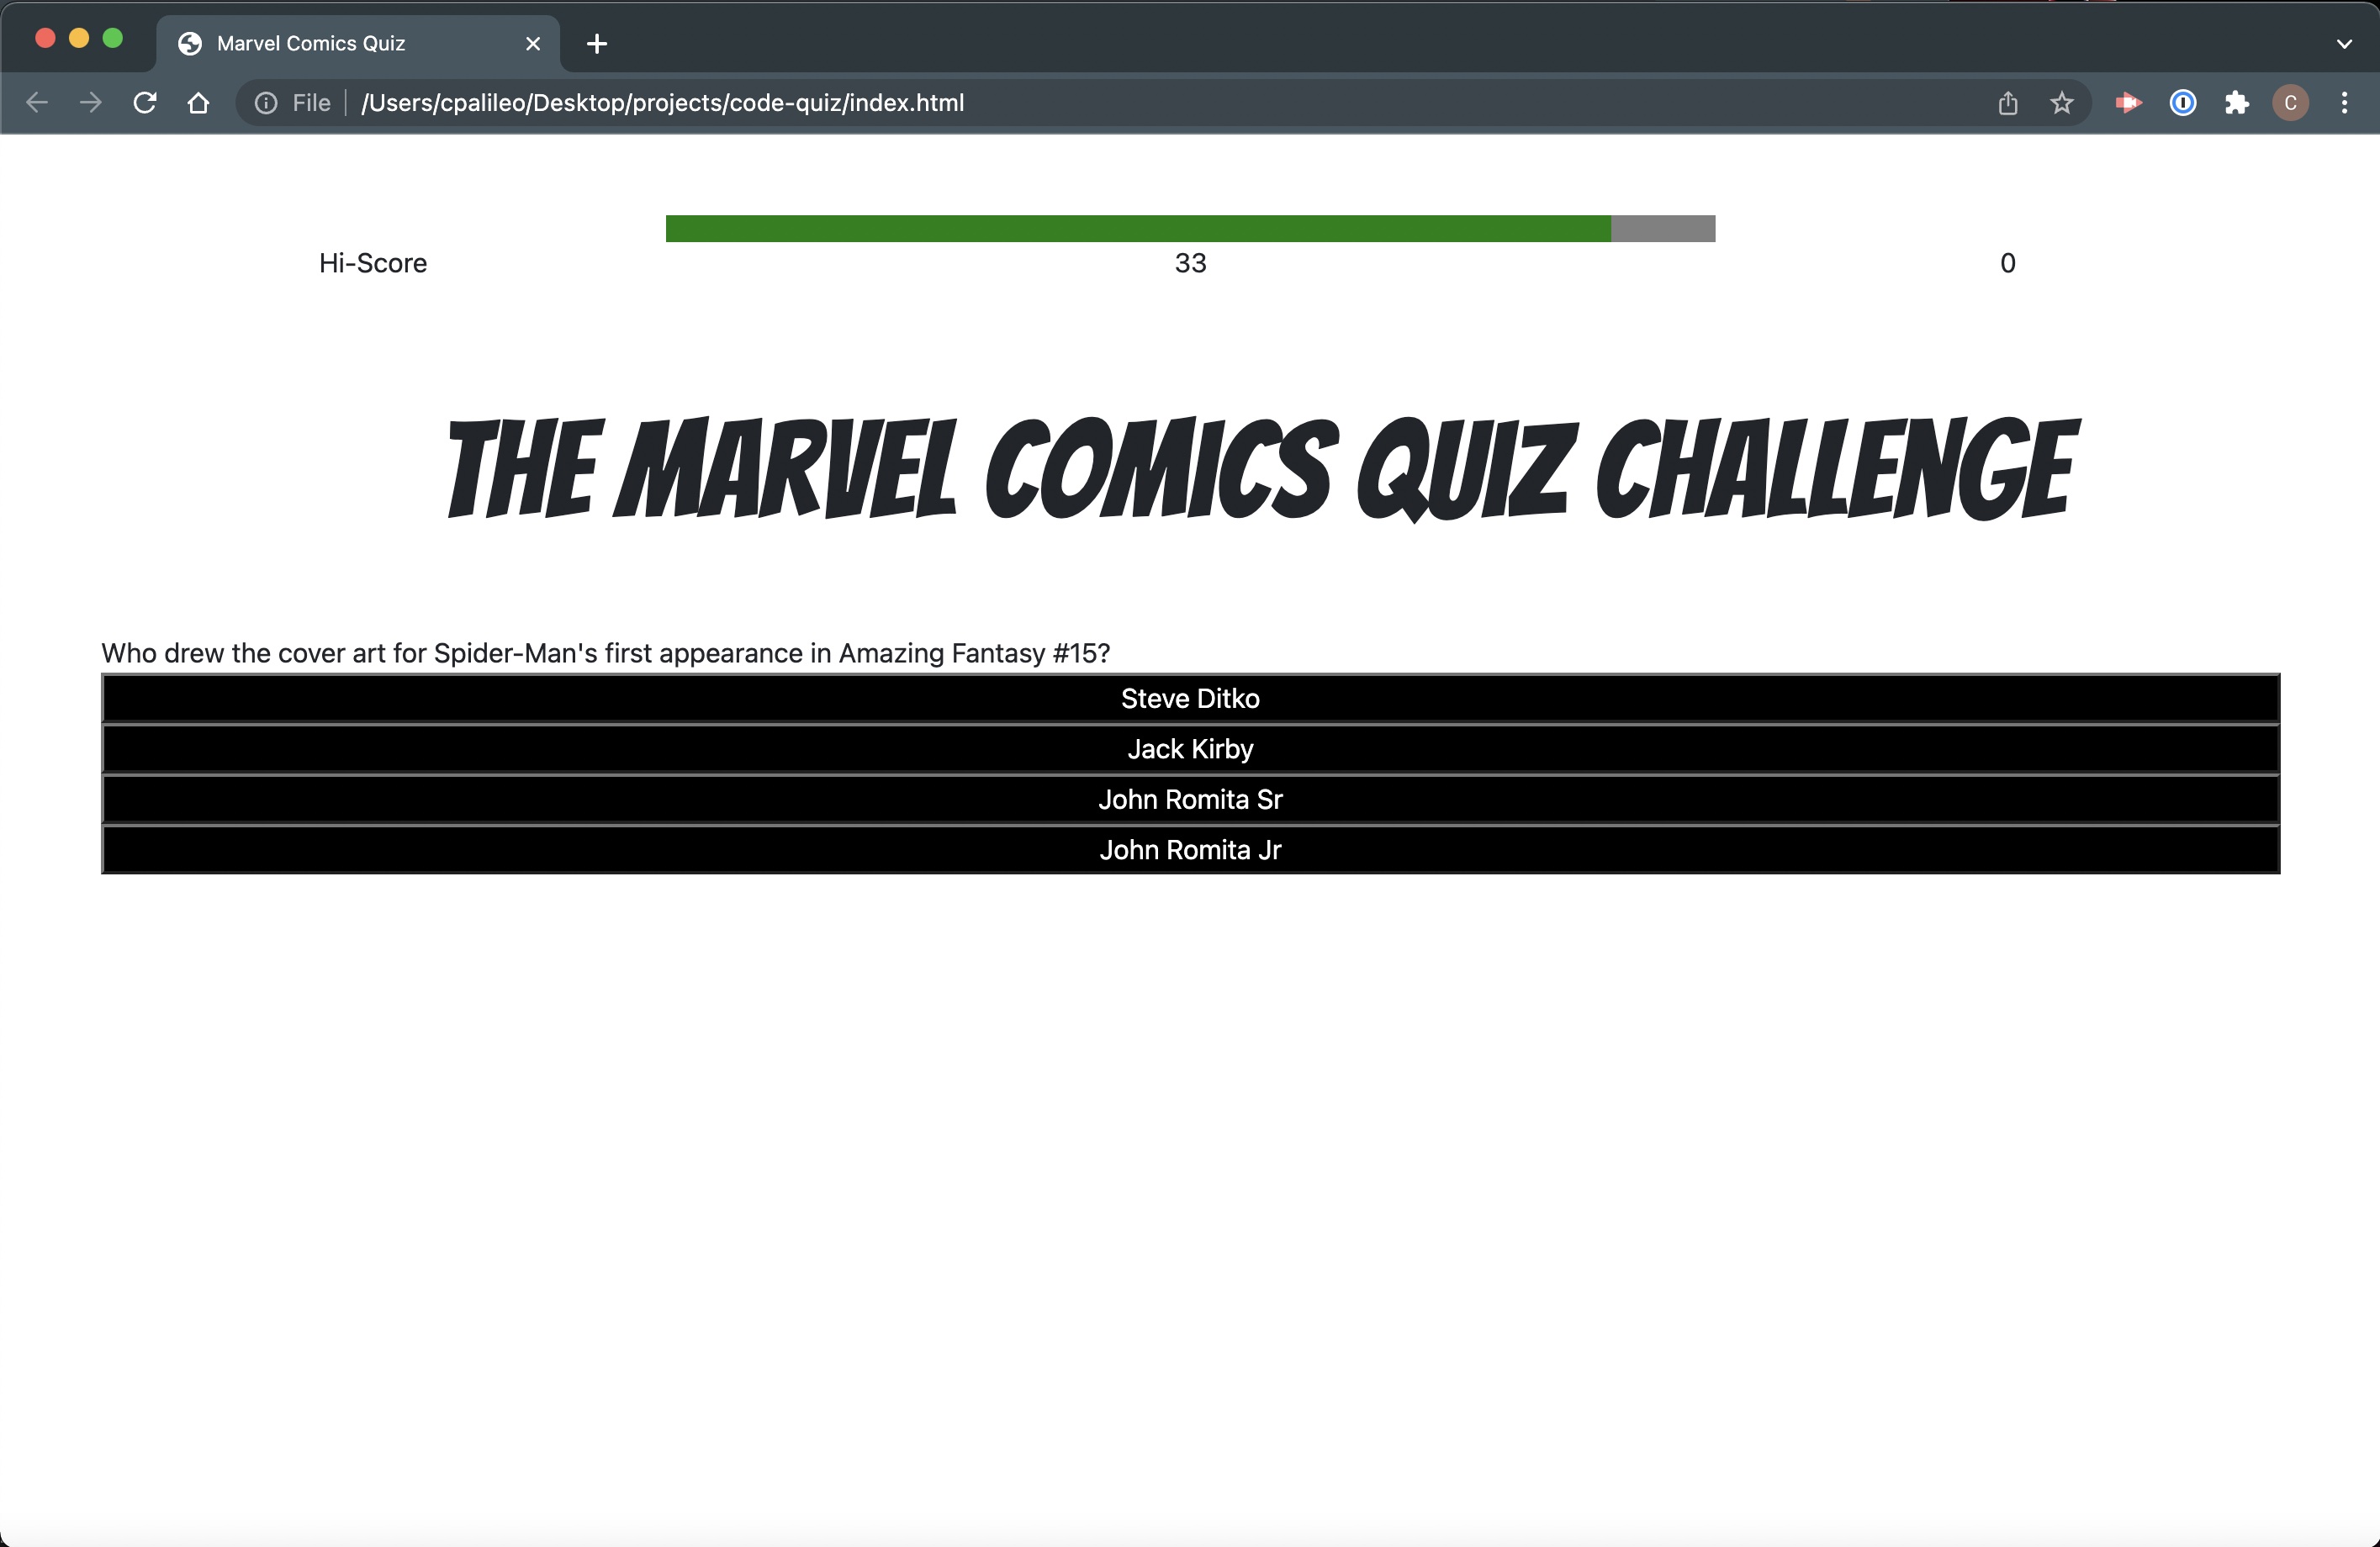 Marvel Comics Quiz
File /Users/cpalileo/Desktop/projects/code-quiz/index.html
C
Hi-Score
33
0
THE MARVEL COMICS QUIZ CHALLENGE
Who drew the cover art for Spider-Man's first appearance in Amazing Fantasy #15?
Steve Ditko
Jack Kirby
John Romita Sr
John Romita Jr